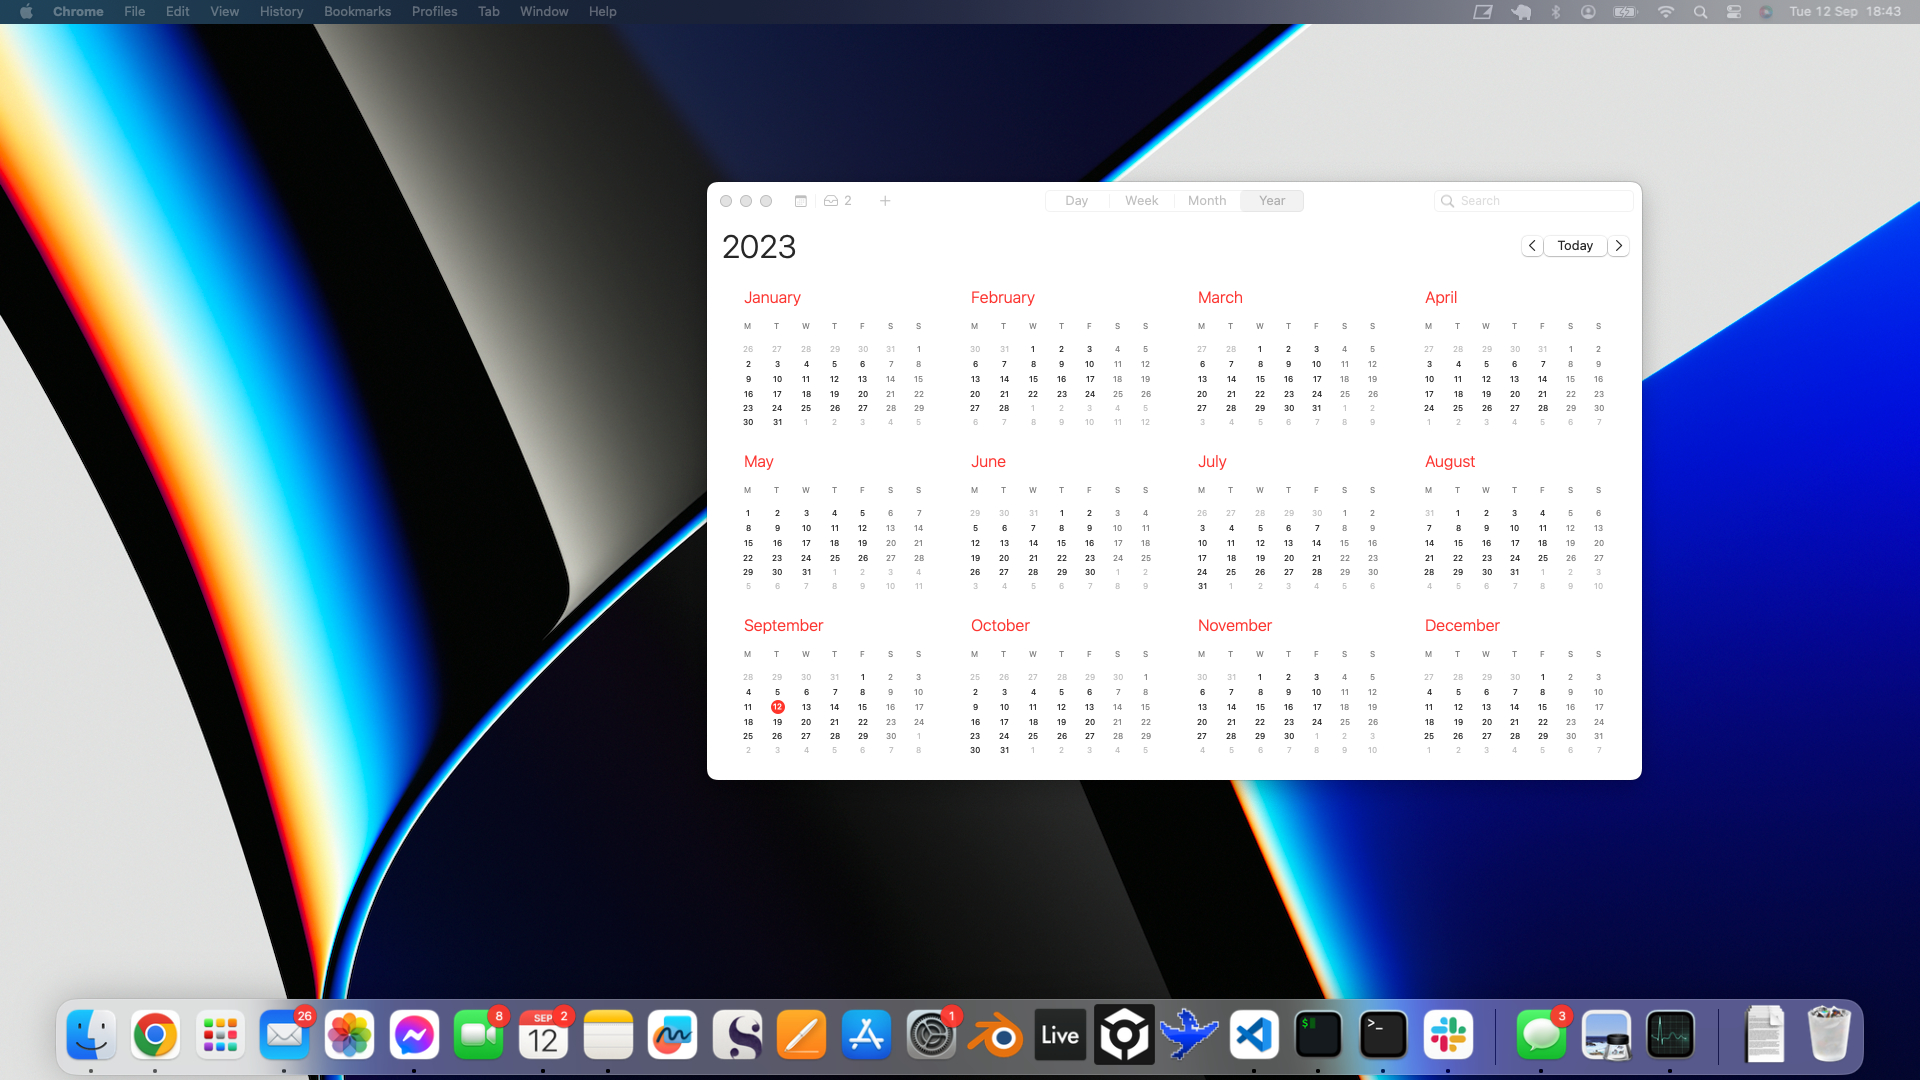 Chrome File Edit View History Bookmarks Profiles Tab Window Help Tue 12 Sep 18:43
2 Day Week Month Year Search
2023 Today
January February March April
M T W T F S S M T W T F S S M T W T F S S M T W T F S S
26 27 28 29 30 31 1 30 31 1 2 3 4 5 27 28 1 2 3 4 5 27 28 29 30 31 1 2
2 3 4 5 6 7 8 6 7 8 9 10 11 12 6 7 8 9 10 11 12 3 4 5 6 7 8 9
9 10 11 12 13 14 15 13 14 15 16 17 18 19 13 14 15 16 17 18 19 10 11 12 13 14 15 16
16 17 18 19 20 21 22 20 21 22 23 24 25 26 20 21 22 23 24 25 26 17 18 19 20 21 22 23
23 24 25 26 27 28 29 27 28 1 2 3 4 5 27 28 29 30 31 1 2 24 25 26 27 28 29 30
30 31 1 2 3 4 5 6 7 8 9 10 11 12 3 4 5 6 7 8 9 1 2 3 4 5 6 7
May June July August
M T W T F S S M T W T F S S M T W T F S S M T W T F S S
1 2 3 4 5 6 7 29 30 31 1 2 3 4 26 27 28 29 30 1 2 31 1 2 3 4 5 6
8 9 10 11 12 13 14 5 6 7 8 9 10 11 3 4 5 6 7 8 9 7 8 9 10 11 12 13
15 16 17 18 19 20 21 12 13 14 15 16 17 18 10 11 12 13 14 15 16 14 15 16 17 18 19 20
22 23 24 25 26 27 28 19 20 21 22 23 24 25 17 18 19 20 21 22 23 21 22 23 24 25 26 27
29 30 31 1 2 3 4 26 27 28 29 30 1 2 24 25 26 27 28 29 30 28 29 30 31 1 2 3
5 6 7 8 9 10 11 3 4 5 6 7 8 9 31 1 2 3 4 5 6 4 5 6 7 8 9 10
September October November December
M T W T F S S M T W T F S S M T W T F S S M T W T F S S
28 29 30 31 1 2 3 25 26 27 28 29 30 1 30 31 1 2 3 4 5 27 28 29 30 1 2 3
4 5 6 7 8 9 10 2 3 4 5 6 7 8 6 7 8 9 10 11 12 4 5 6 7 8 9 10
11 12 13 14 15 16 17 9 10 11 12 13 14 15 13 14 15 16 17 18 19 11 12 13 14 15 16 17
18 19 20 21 22 23 24 16 17 18 19 20 21 22 20 21 22 23 24 25 26 18 19 20 21 22 23 24
25 26 27 28 29 30 1 23 24 25 26 27 28 29 27 28 29 30 1 2 3 25 26 27 28 29 30 31
2 3 4 5 6 7 8 30 31 1 2 3 4 5 4 5 6 7 8 9 10 1 2 3 4 5 6 7
26 8 SEP 2 1 3
12 Live $ >_